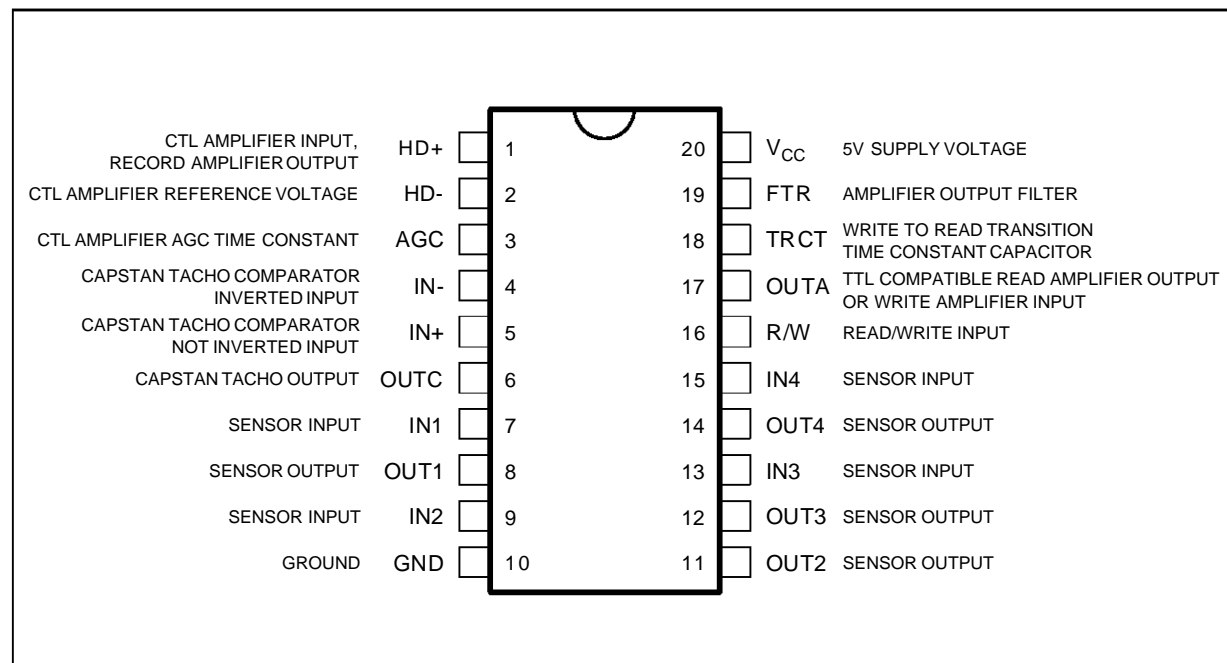 CTL AMPLIFIER INPUT,
RECORD AMPLIFIER OUTPUT HD+ 1
CTL AMPLIFIER REFERENCE VOLTAGE HD- 2
CTL AMPLIFIER AGC TIME CONSTANT AGC 3
CAPSTAN TACHO COMPARATOR
INVERTED INPUT IN- 4
CAPSTAN TACHO COMPARATOR
NOT INVERTED INPUT IN+ 5
CAPSTAN TACHO OUTPUT OUTC 6
SENSOR INPUT IN1 7
SENSOR OUTPUT OUT1 8
SENSOR INPUT IN2 9
GROUND GND 10
20 VCC 5V SUPPLY VOLTAGE
19 FTR AMPLIFIER OUTPUT FILTER
18 TRCT WRITE TO READ TRANSITION
TIME CONSTANT CAPACITOR
17 OUTA TTL COMPATIBLE READ AMPLIFIER OUTPUT
OR WRITE AMPLIFIER INPUT
16 R/W READ/WRITE INPUT
15 IN4 SENSOR INPUT
14 OUT4 SENSOR OUTPUT
13 IN3 SENSOR INPUT
12 OUT3 SENSOR OUTPUT
11 OUT2 SENSOR OUTPUT